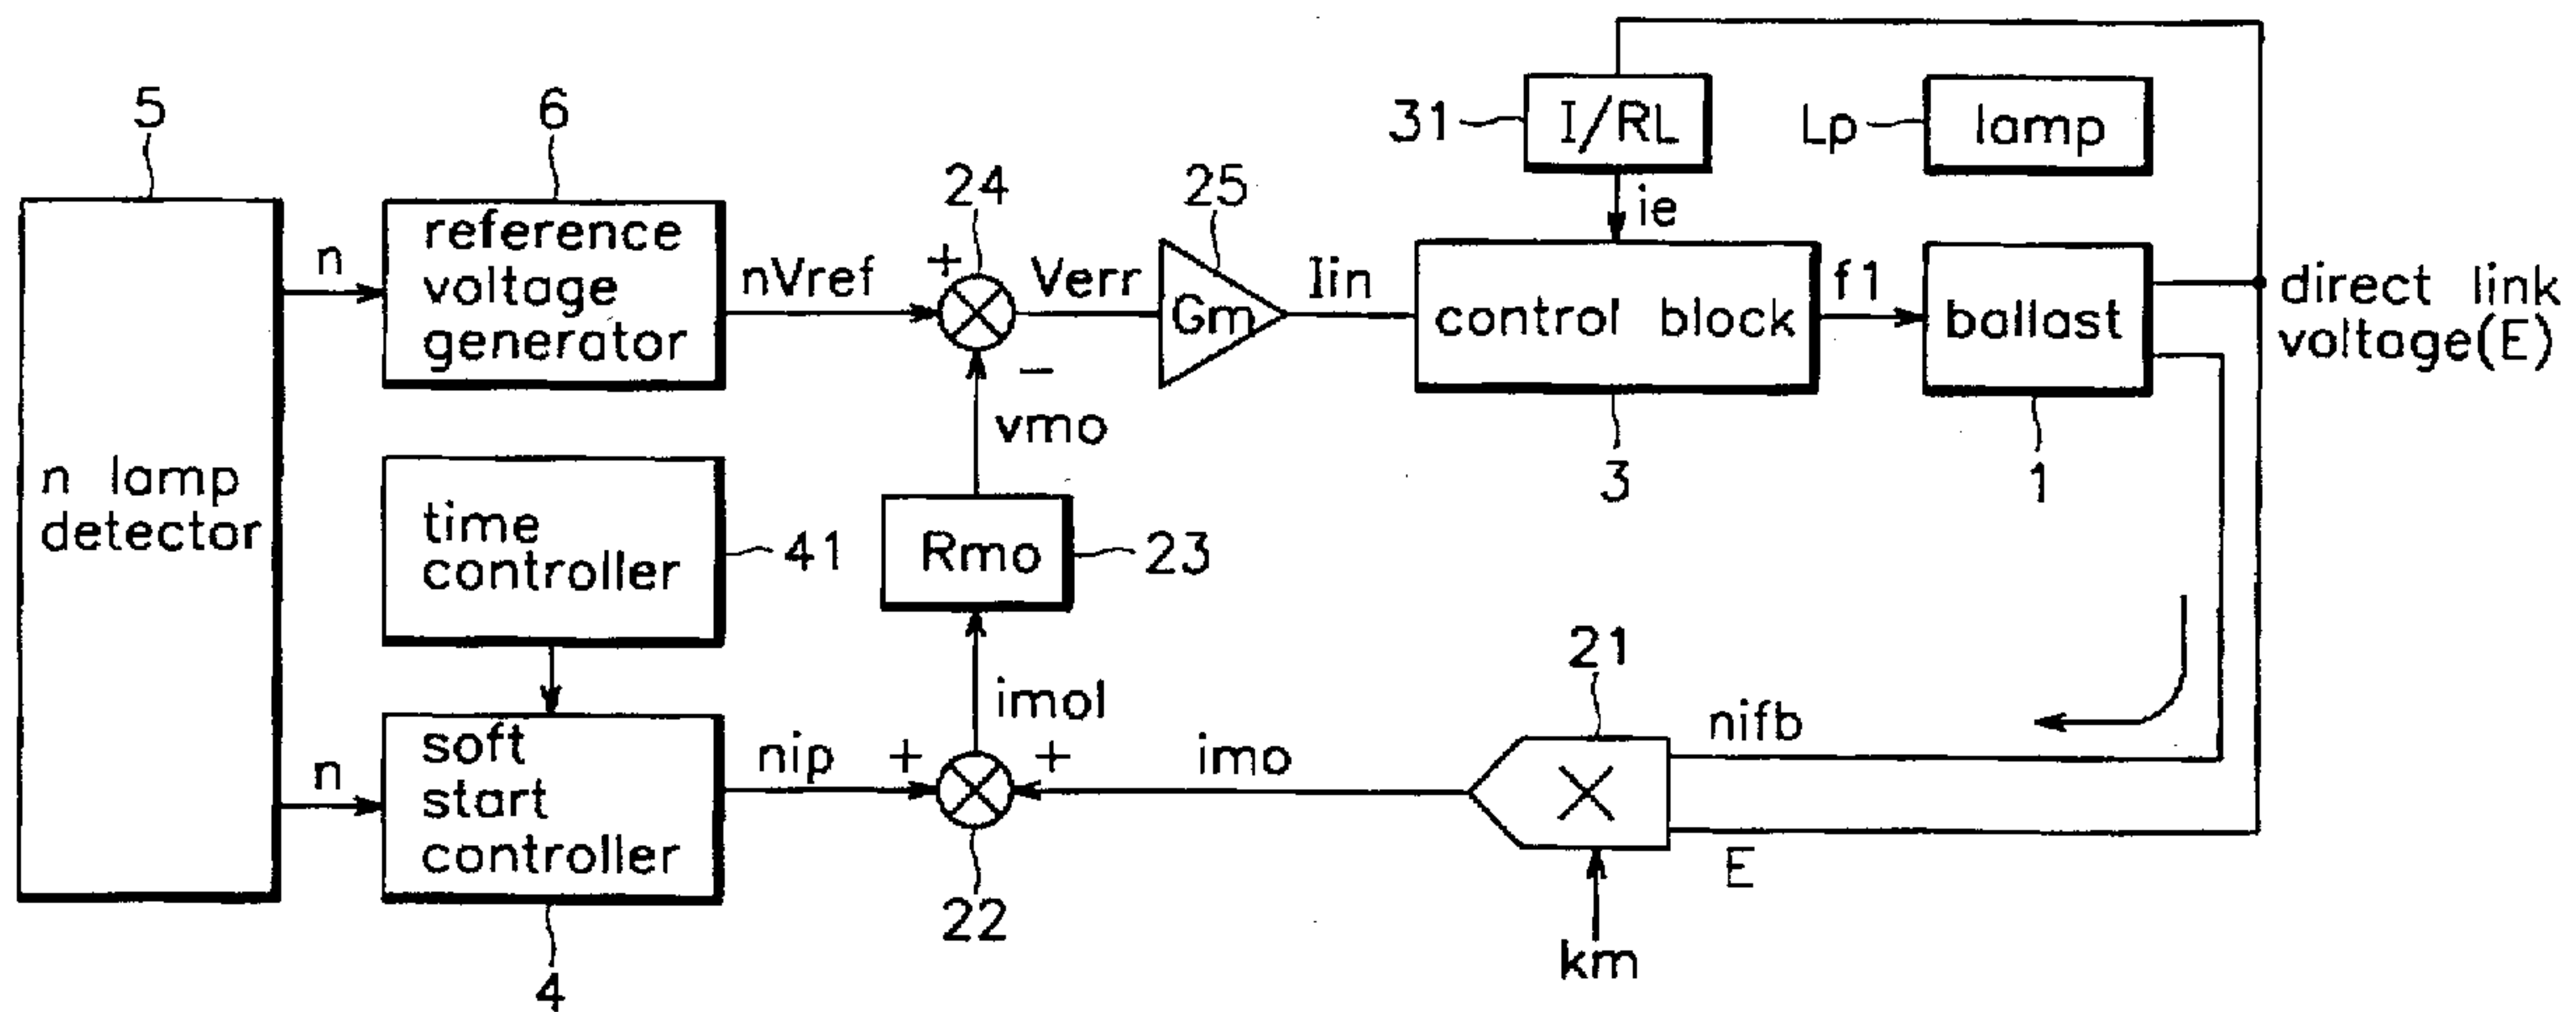 5
6
24
25
31
I/RL
Lp
lamp
ie
n
reference
voltage
generator
nVref
+
Verr
Gm
Iin
control block
f1
ballast
direct link
voltage(E)
−
vmo
3
1
n lamp
detector
time
controller
41
Rmo
23
imol
21
nifb
n
soft
start
controller
nip
+
+
imo
×
E
22
km
4